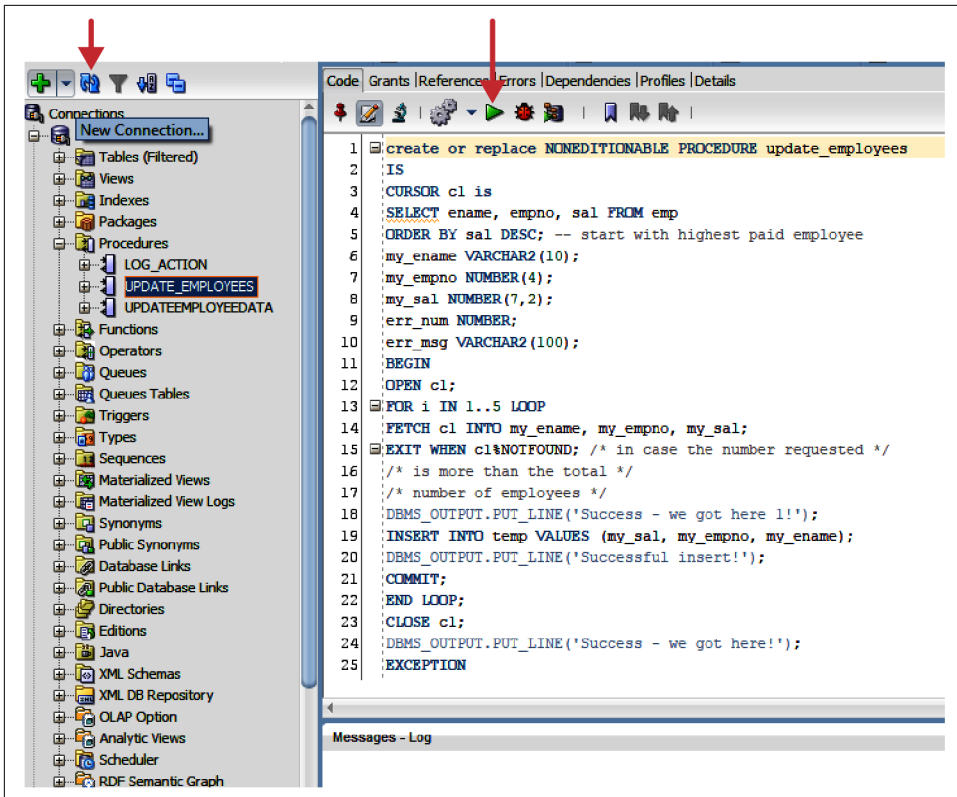 Connections
New Connection...
Tables (Filtered)
Views
Indexes
Packages
Procedures
LOG_ACTION
UPDATE_EMPLOYEES
UPDATEEMPLOYEEDATA
Functions
Operators
Queues
Queues Tables
Triggers
Types
Sequences
Materialized Views
Materialized View Logs
Synonyms
Public Synonyms
Database Links
Public Database Links
Directories
Editions
Java
XML Schemas
XML DB Repository
OLAP Option
Analytic Views
Scheduler
RDF Semantic Graph
Code Grants References Errors Dependencies Profiles Details
1 create or replace NONEDITIONABLE PROCEDURE update_employees
2 IS
3 CURSOR c1 is
4 SELECT ename, empno, sal FROM emp
5 ORDER BY sal DESC; -- start with highest paid employee
6 my_ename VARCHAR2(10);
7 my_empno NUMBER(4);
8 my_sal NUMBER(7,2);
9 err_num NUMBER;
10 err_msg VARCHAR2(100);
11 BEGIN
12 OPEN c1;
13 FOR i IN 1..5 LOOP
14 FETCH c1 INTO my_ename, my_empno, my_sal;
15 EXIT WHEN c1%NOTFOUND; /* in case the number requested */
16 /* is more than the total */
17 /* number of employees */
18 DBMS_OUTPUT.PUT_LINE('Success - we got here 1!');
19 INSERT INTO temp VALUES (my_sal, my_empno, my_ename);
20 DBMS_OUTPUT.PUT_LINE('Successful insert!');
21 COMMIT;
22 END LOOP;
23 CLOSE c1;
24 DBMS_OUTPUT.PUT_LINE('Success - we got here!');
25 EXCEPTION
Messages - Log